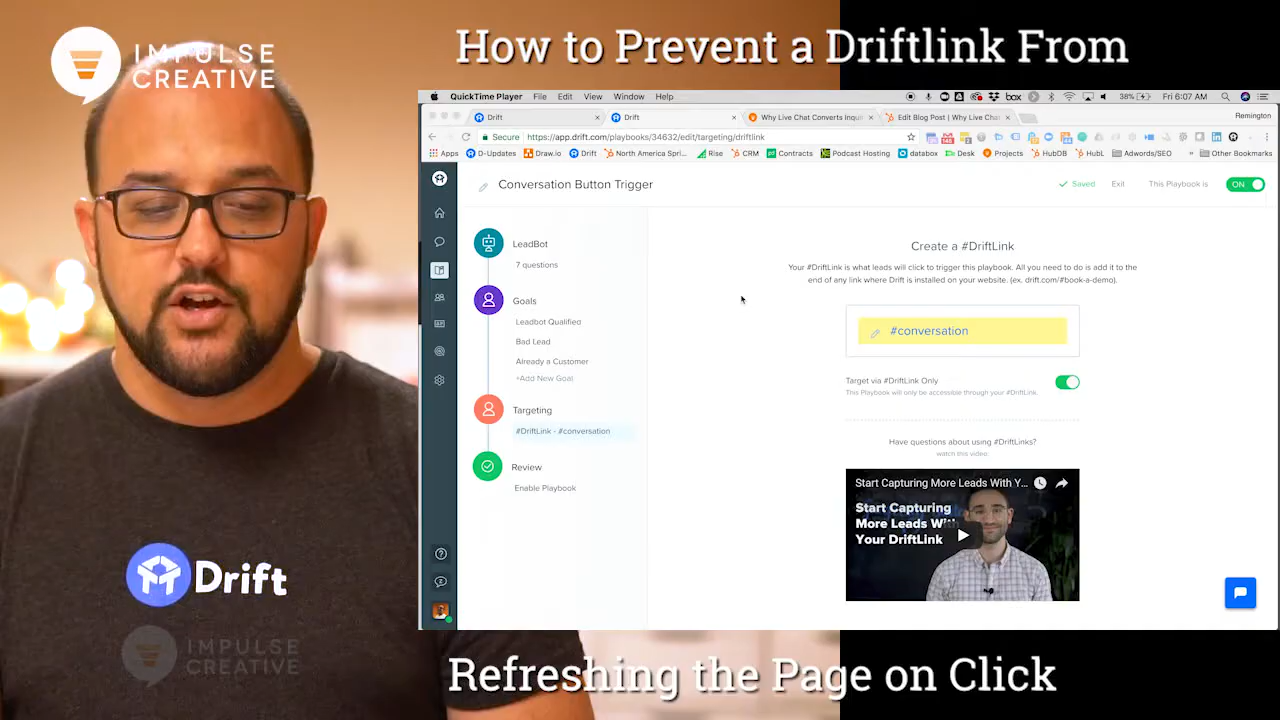 IMPULSE
CREATIVE
How to Prevent a Driftlink From
QuickTime Player File Edit View Window Help
box 38% Fri 6:07 AM
Drift
Drift
Why Live Chat Converts Inqui
Edit Blog Post | Why Live Cha
Remington
Secure https://app.drift.com/playbooks/34632/edit/targeting/driftlink
Apps D-Updates Draw.io Drift North America Spri... Rise CRM Contracts Podcast Hosting databox Desk Projects HubDB HubL Adwords/SEO » Other Bookmarks
Conversation Button Trigger
Saved Exit This Playbook is ON
LeadBot
7 questions
Goals
Leadbot Qualified
Bad Lead
Already a Customer
+Add New Goal
Targeting
#DriftLink - #conversation
Review
Enable Playbook
Create a #DriftLink
Your #DriftLink is what leads will click to trigger this playbook. All you need to do is add it to the
end of any link where Drift is installed on your website. (ex. drift.com/#book-a-demo).
#conversation
Target via #DriftLink Only
This Playbook will only be accessible through your #DriftLink.
Have questions about using #DriftLinks?
watch this video:
Start Capturing More Leads With Y...
Start Capturing
More Leads With
Your DriftLink
Drift
IMPULSE
CREATIVE
Refreshing the Page on Click